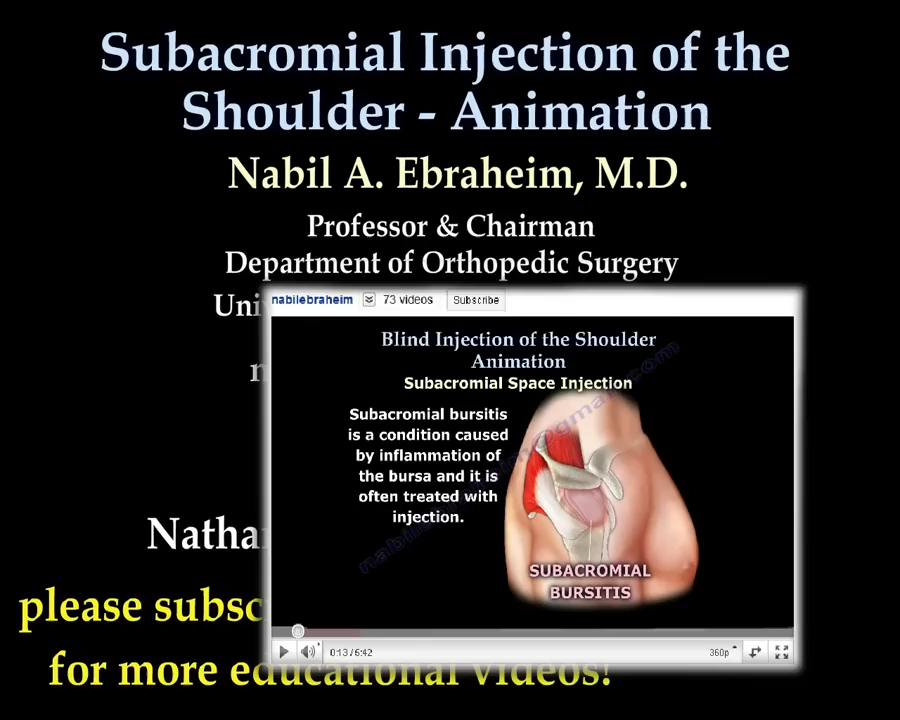 Subacromial Injection of the
Shoulder - Animation
Nabil A. Ebraheim, M.D.
Professor & Chairman
Department of Orthopedic Surgery
nabilebraheim 73 videos Subscribe
Blind Injection of the Shoulder
Animation
Subacromial Space Injection
Subacromial bursitis
is a condition caused
by inflammation of
the bursa and it is
often treated with
injection.
SUBACROMIAL
BURSITIS
please
for more educational videos!
0:13/6:42 360p